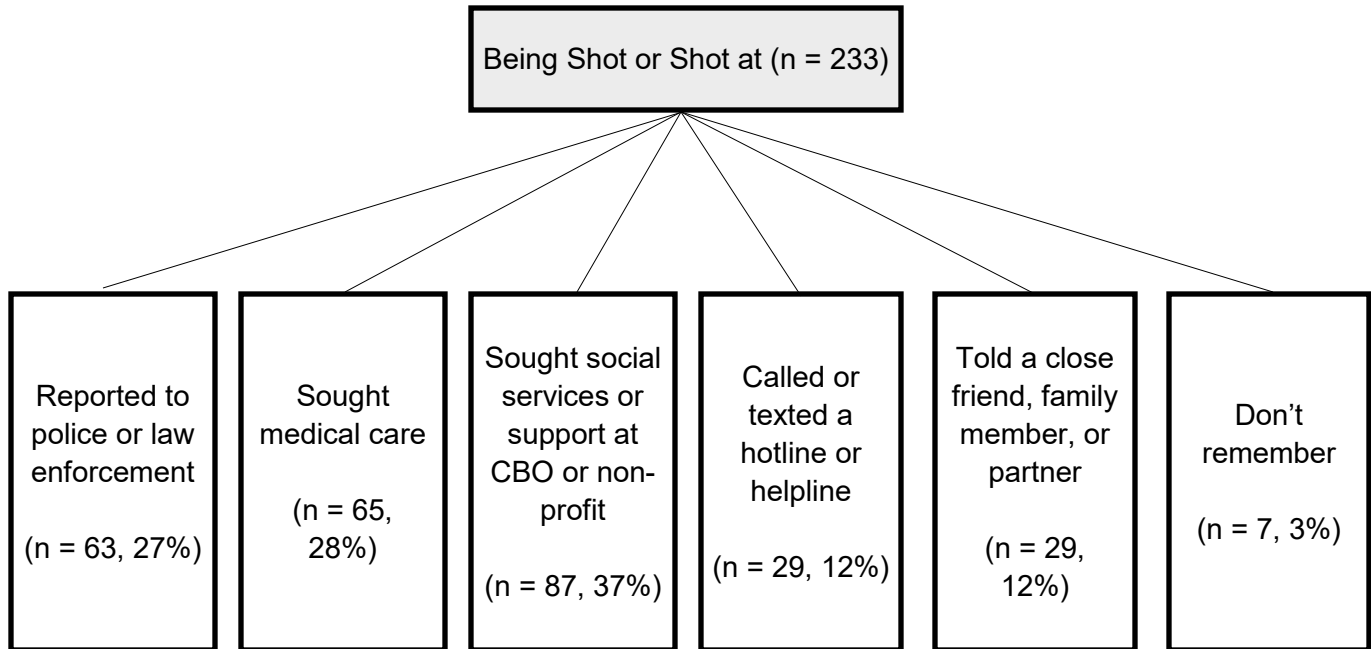 Being Shot or Shot at (n = 233)
Reported to
police or law
enforcement
(n = 63, 27%)
Sought
medical care
(n = 65,
28%)
Sought social
services or
support at
CBO or non-
profit
(n = 87, 37%)
Called or
texted a
hotline or
helpline
(n = 29, 12%)
Told a close
friend, family
member, or
partner
(n = 29,
12%)
Don’t
remember
(n = 7, 3%)